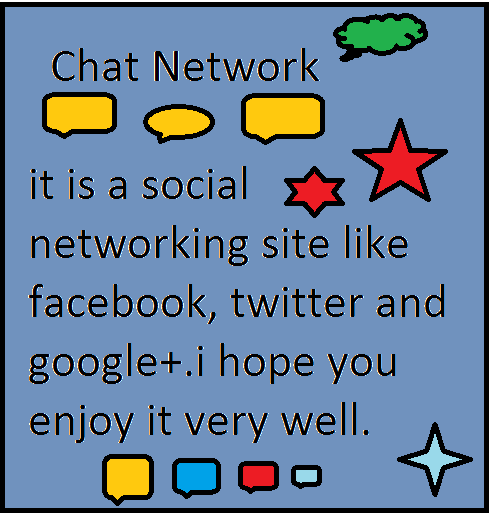 Chat Network
it is a social
networking site like
facebook, twitter and
google+.i hope you
enjoy it very well.